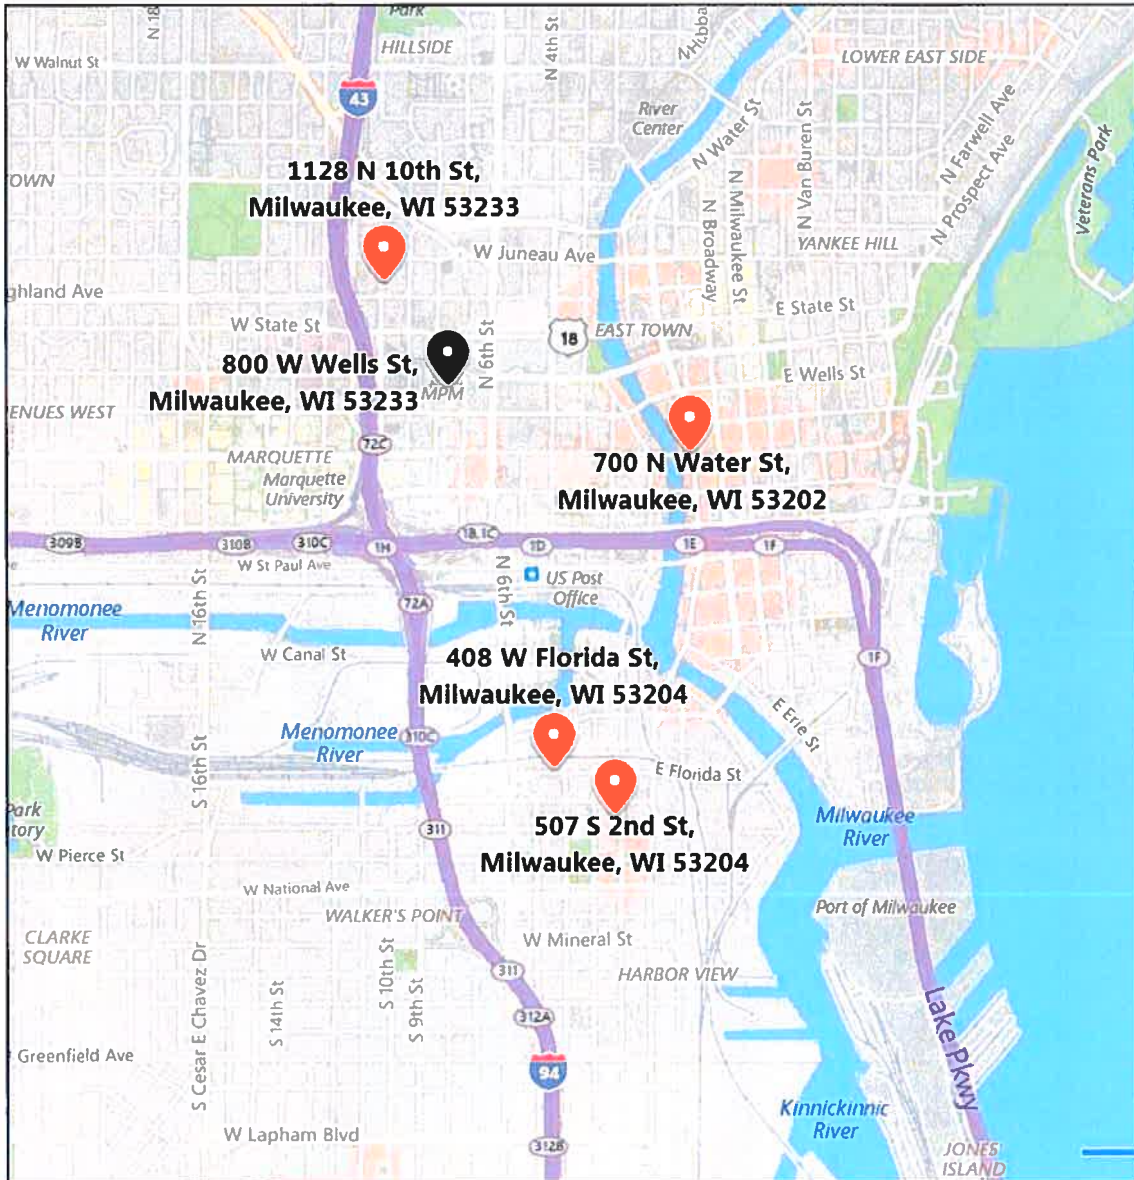 Park
N 18
HILLSIDE
N 4th St
W Walnut St
LOWER EAST SIDE
43
River
Center
N Water St
N Van Buren St
N Farwell Ave
N Prospect Ave
Veterans Park
1128 N 10th St,
Milwaukee, WI 53233
OWN
N Broadway
N Milwaukee St
YANKEE HILL
W Juneau Ave
ghland Ave
W State St
E State St
18
EAST TOWN
N 6th St
800 W Wells St,
Milwaukee, WI 53233
MPM
E Wells St
ENUES WEST
72C
MARQUETTE
Marquette
University
700 N Water St,
Milwaukee, WI 53202
309B
310B
310C
1H
1B, 1C
1D
1E
1F
W St Paul Ave
N 16th St
N 6th St
US Post
Office
72A
Menomonee
River
W Canal St
408 W Florida St,
Milwaukee, WI 53204
1F
Menomonee
River
310C
E Erie St
S 16th St
E Florida St
Park
tory
507 S 2nd St,
Milwaukee, WI 53204
311
Milwaukee
River
W Pierce St
W National Ave
WALKER'S POINT
Port of Milwaukee
CLARKE
SQUARE
W Mineral St
S 10th St
S 9th St
311
HARBOR VIEW
S Cesar E Chavez Dr
S 14th St
312A
Lake Pkwy
Greenfield Ave
94
Kinnickinnic
River
W Lapham Blvd
312B
JONES
ISLAND